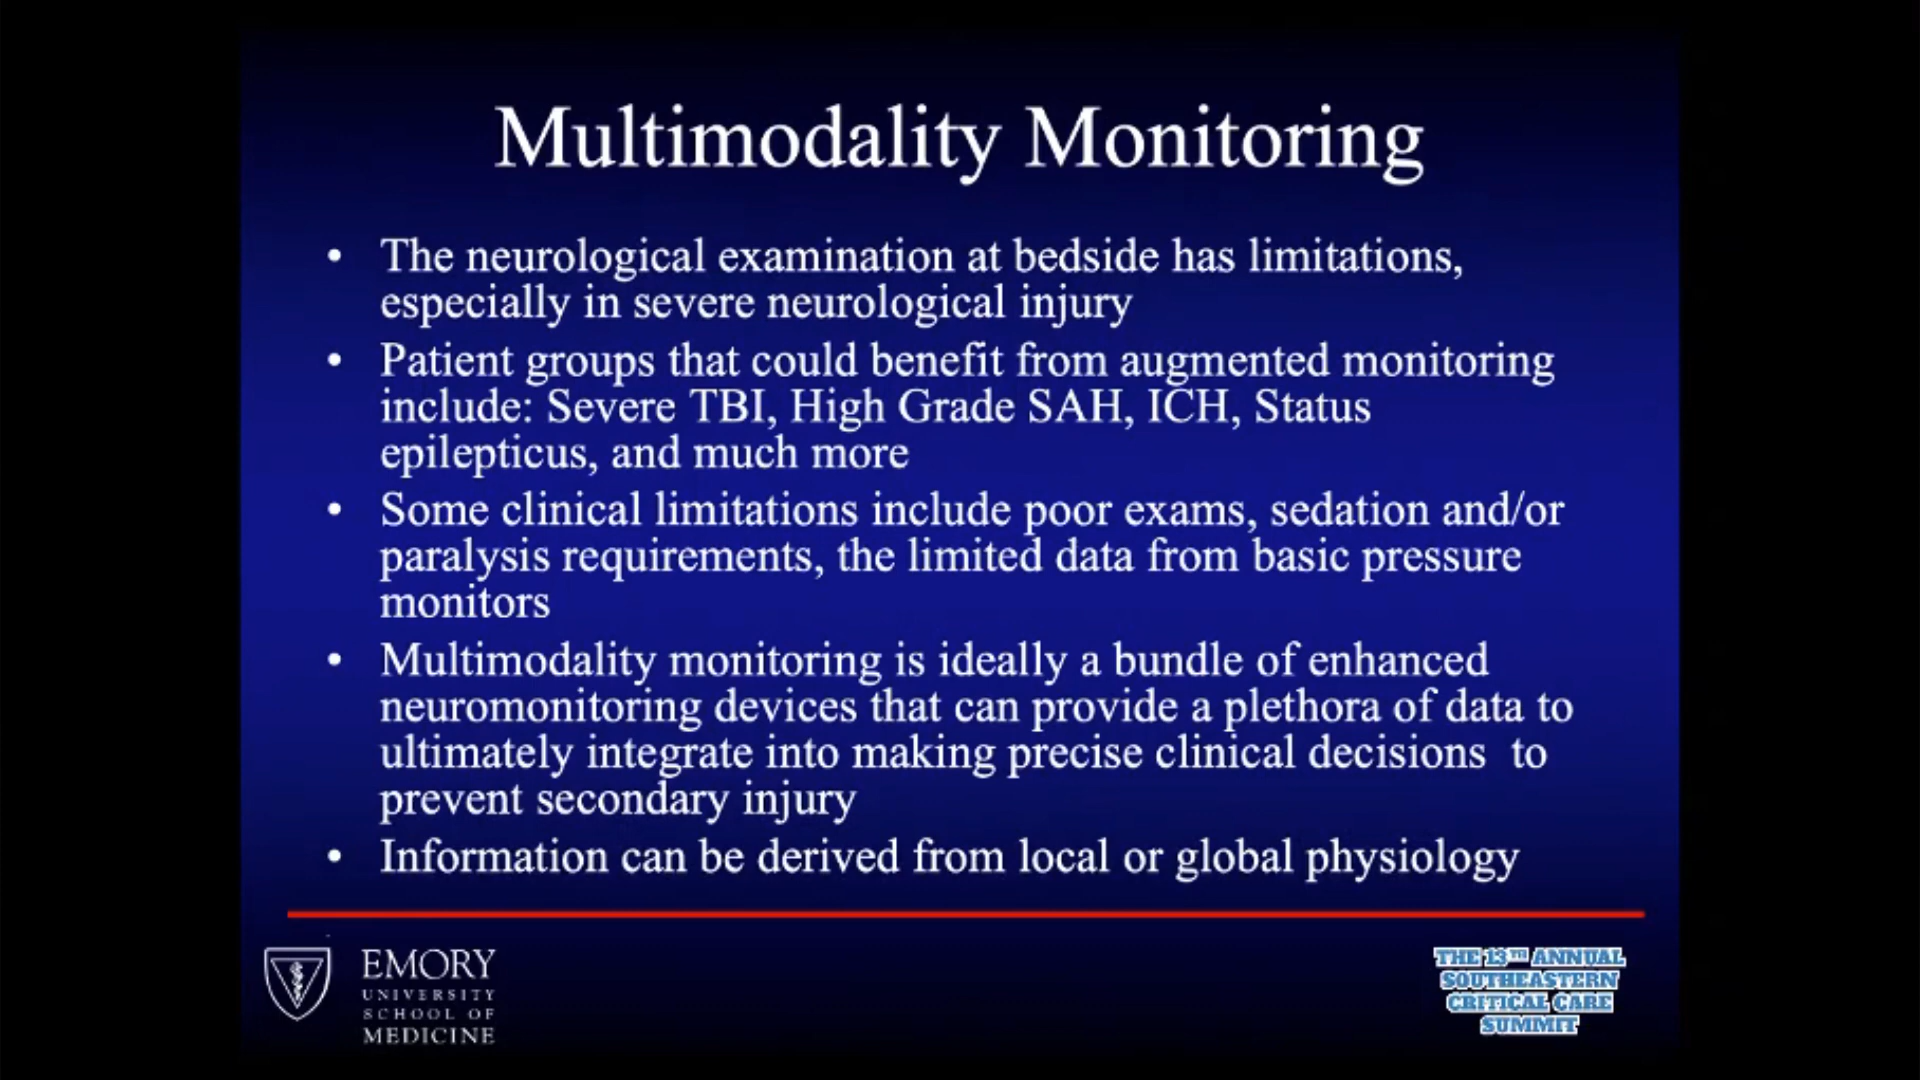 Multimodality Monitoring
• The neurological examination at bedside has limitations,
especially in severe neurological injury
• Patient groups that could benefit from augmented monitoring
include: Severe TBI, High Grade SAH, ICH, Status
epilepticus, and much more
• Some clinical limitations include poor exams, sedation and/or
paralysis requirements, the limited data from basic pressure
monitors
• Multimodality monitoring is ideally a bundle of enhanced
neuromonitoring devices that can provide a plethora of data to
ultimately integrate into making precise clinical decisions  to
prevent secondary injury
• Information can be derived from local or global physiology
EMORY
UNIVERSITY
SCHOOL OF
MEDICINE
THE 13TH ANNUAL
SOUTHEASTERN
CRITICAL CARE
SUMMIT